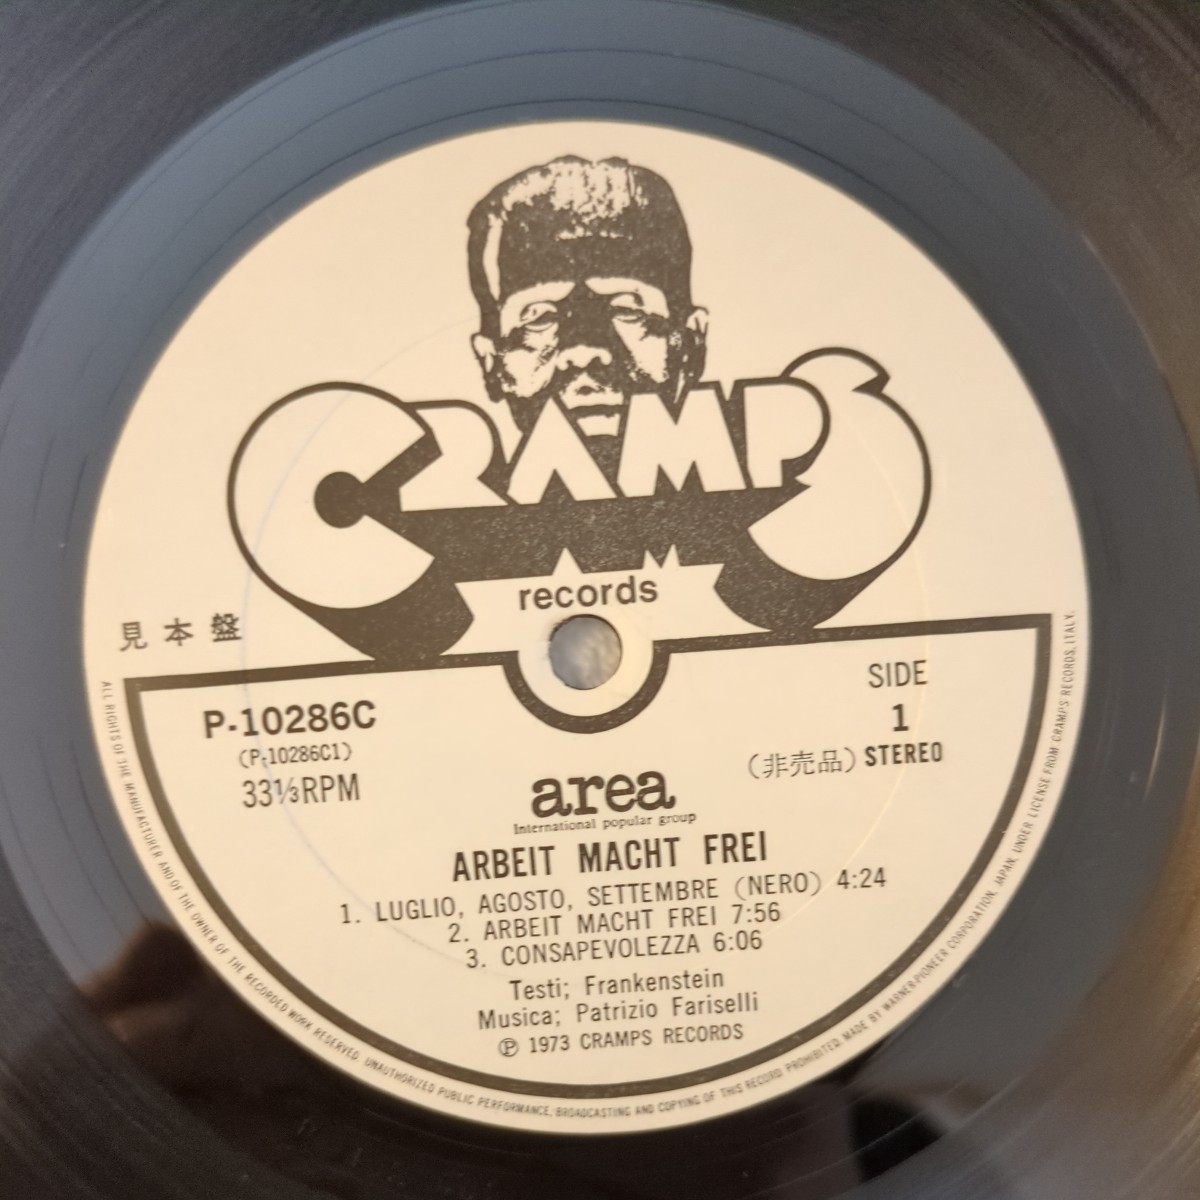 CRAMPS
records
見本盤
P-10286C
(P-10286C1)
33⅓RPM
SIDE
1
(非売品) STEREO
area
International popular group
ARBEIT MACHT FREI
1. LUGLIO, AGOSTO, SETTEMBRE (NERO) 4:24
2. ARBEIT MACHT FREI 7:56
3. CONSAPEVOLEZZA 6:06
Testi; Frankenstein
Musica; Patrizio Fariselli
Ⓟ 1973 CRAMPS RECORDS
ALL RIGHTS OF THE MANUFACTURER AND OF THE OWNER OF THE RECORDED WORK RESERVED. UNAUTHORIZED PUBLIC PERFORMANCE, BROADCASTING AND COPYING OF THIS RECORD PROHIBITED. MADE BY WARNER-PIONEER CORPORATION, JAPAN, UNDER LICENSE FROM CRAMPS RECORDS, ITALY.